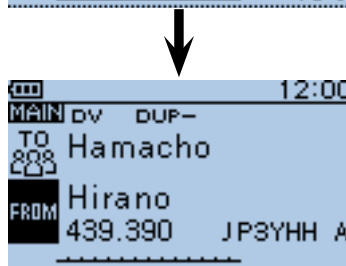 12:00
MAIN DV DUP-
TO Hamacho
FROM Hirano
439.390 JP3YHH A